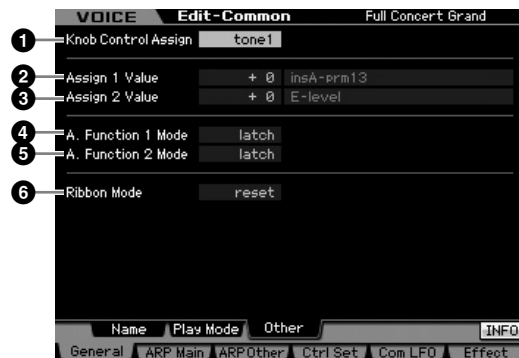 VOICE Edit-Common Full Concert Grand
1 Knob Control Assign tone1
2 Assign 1 Value + 0 insA-prm13
3 Assign 2 Value + 0 E-level
4 A. Function 1 Mode latch
5 A. Function 2 Mode latch
6 Ribbon Mode reset
Name Play Mode Other INFO
General ARP Main ARP Other Ctrl Set Com LFO Effect